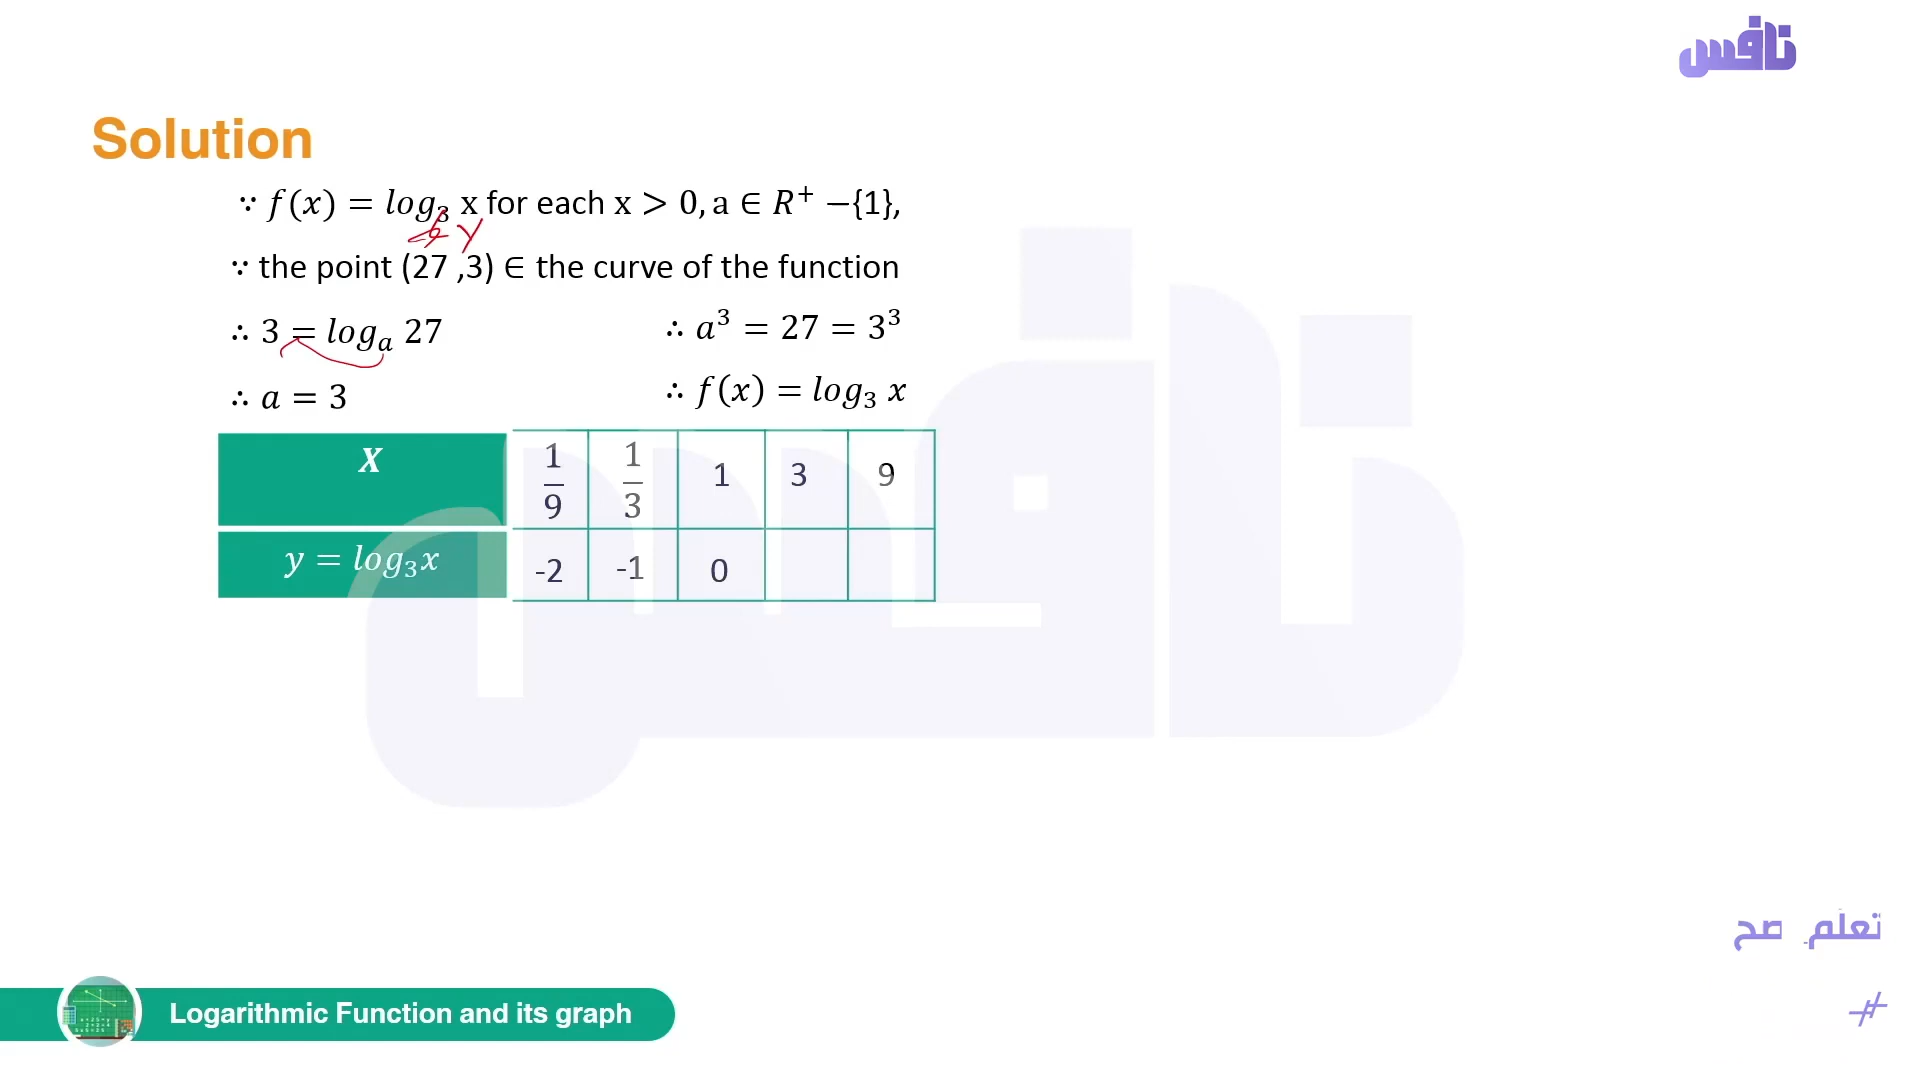 نافس
Solution
∵ f(x) = log₃ x for each x > 0, a ∈ R⁺ −{1},
y
∵ the point (27 ,3) ∈ the curve of the function
∴ 3 = logₐ 27
∴ a³ = 27 = 3³
∴ a = 3
∴ f(x) = log₃ x
X 1/9 1/3 1 3 9
y = log₃x -2 -1 0
تعلم صح
#
Logarithmic Function and its graph